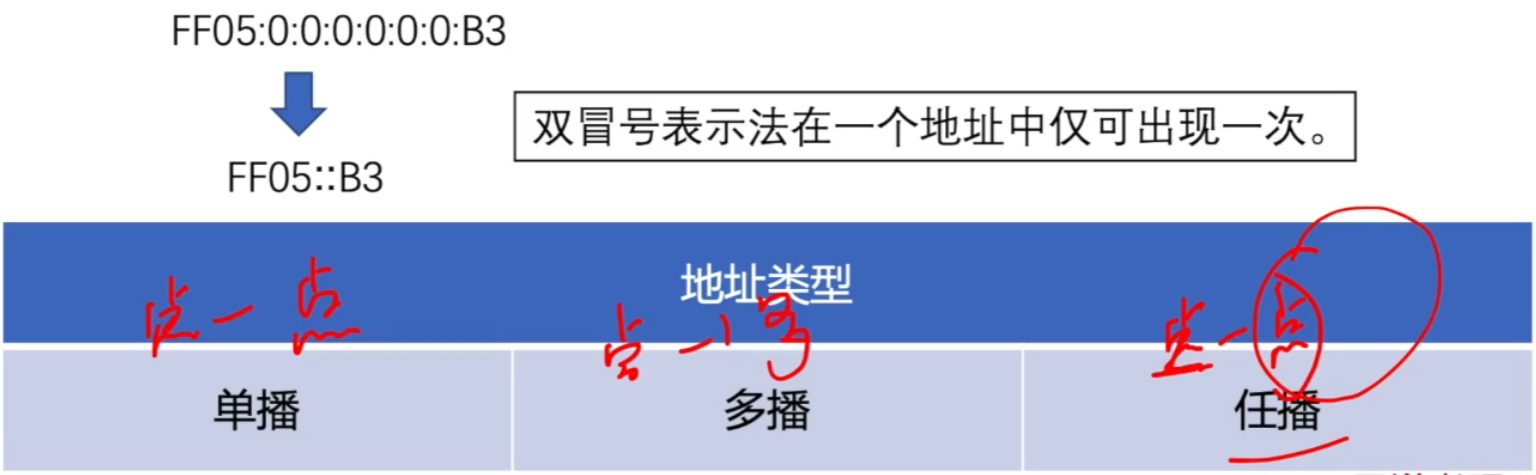 FF05:0:0:0:0:0:0:B3
双冒号表示法在一个地址中仅可出现一次。
FF05::B3
地址类型
点一点
点一多
点一点
单播
多播
任播